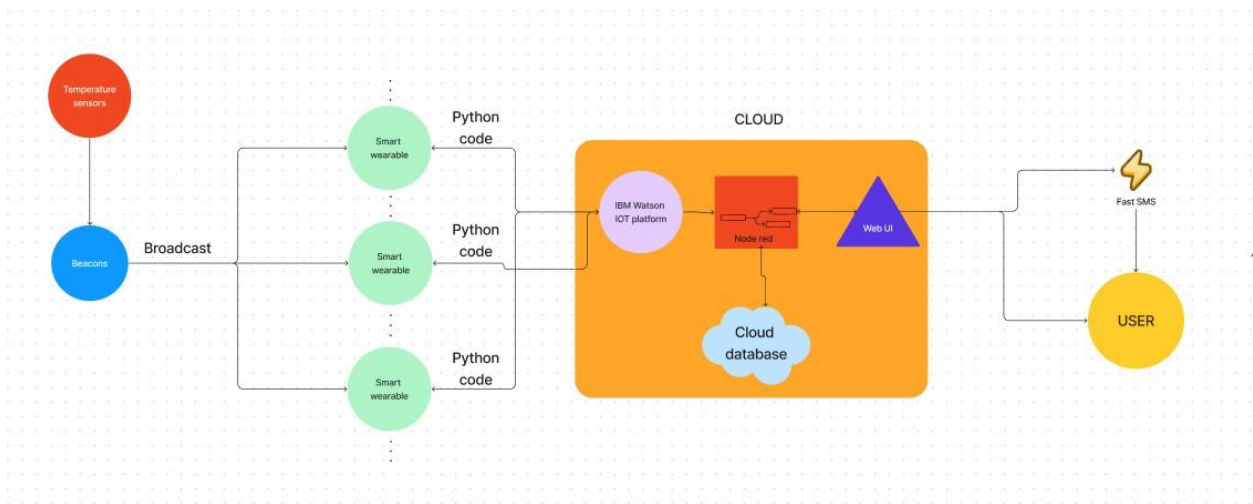 Temperature
sensors
Beacons
Broadcast
Smart
wearable
Smart
wearable
Smart
wearable
Python
code
Python
code
Python
code
CLOUD
IBM Watson
IOT platform
Node red
Web UI
Cloud
database
Fast SMS
USER